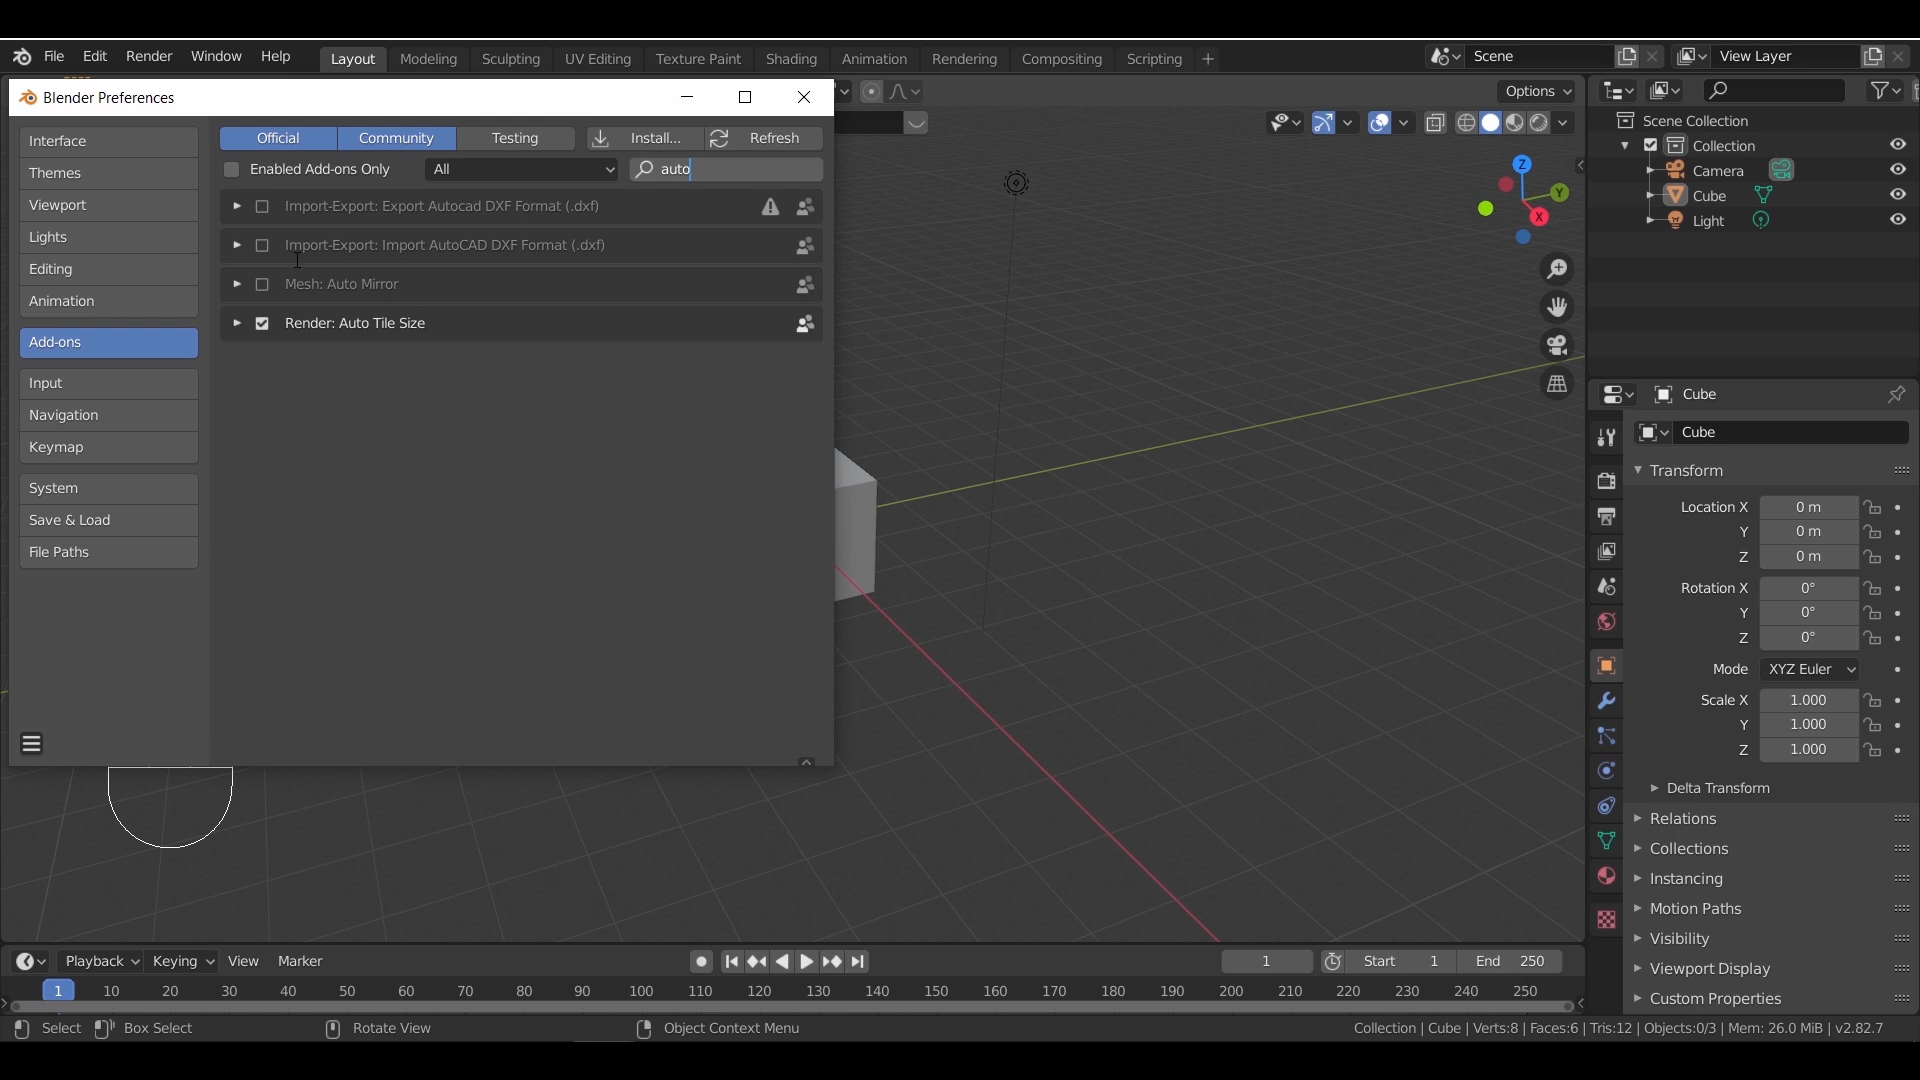 File Edit Render Window Help Layout Modeling Sculpting UV Editing Texture Paint Shading Animation Rendering Compositing Scripting + Scene View Layer
Blender Preferences
Options
Interface
Themes
Viewport
Lights
Editing
Animation
Add-ons
Input
Navigation
Keymap
System
Save & Load
File Paths
Official Community Testing Install... Refresh
Enabled Add-ons Only All auto
Import-Export: Export Autocad DXF Format (.dxf)
Import-Export: Import AutoCAD DXF Format (.dxf)
Mesh: Auto Mirror
Render: Auto Tile Size
Z
Y
X
Scene Collection
Collection
Camera
Cube
Light
Cube
Cube
Transform
Location X 0 m
Y 0 m
Z 0 m
Rotation X 0°
Y 0°
Z 0°
Mode XYZ Euler
Scale X 1.000
Y 1.000
Z 1.000
Delta Transform
Relations
Collections
Instancing
Motion Paths
Visibility
Viewport Display
Custom Properties
Playback Keying View Marker 1 Start 1 End 250
1 10 20 30 40 50 60 70 80 90 100 110 120 130 140 150 160 170 180 190 200 210 220 230 240 250
Select Box Select Rotate View Object Context Menu Collection | Cube | Verts:8 | Faces:6 | Tris:12 | Objects:0/3 | Mem: 26.0 MiB | v2.82.7